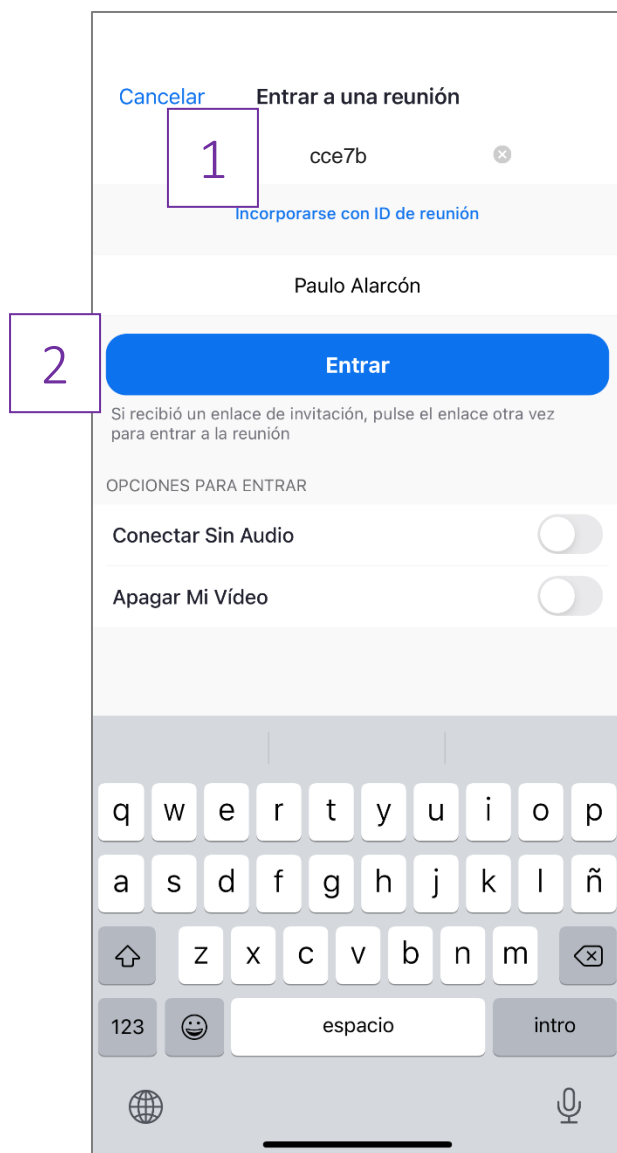 Cancelar Entrar a una reunión
1 cce7b
Incorporarse con ID de reunión
Paulo Alarcón
2 Entrar
Si recibió un enlace de invitación, pulse el enlace otra vez
para entrar a la reunión
OPCIONES PARA ENTRAR
Conectar Sin Audio
Apagar Mi Vídeo
q w e r t y u i o p
a s d f g h j k l ñ
z x c v b n m
123 espacio intro